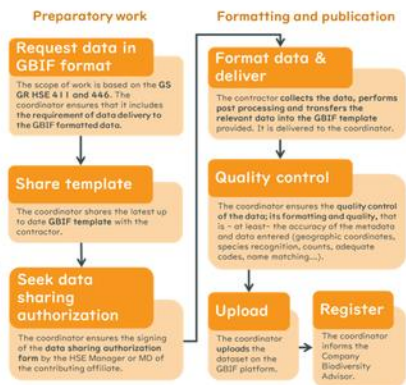 Preparatory work
Request data in
GBIF format
The scope of work is based on the GS
GR HSE 411 and 446. The
coordinator ensures that it includes
the requirement of data delivery to
the GBIF formatted data.
Share template
The coordinator shares the latest up
to date GBIF template with the
contractor.
Seek data
sharing
authorization
The coordinator ensures the signing
of the data sharing authorization
form by the HSE Manager or MD of
the contributing affiliate.
Formatting and publication
Format data &
deliver
The contractor collects the data, performs
post processing and transfers the
relevant data into the GBIF template
provided. It is delivered to the coordinator.
Quality control
The coordinator ensures the quality control
of the data; its formatting and quality, that
is - at least- the accuracy of the metadata
and data entered (geographic coordinates,
species recognition, counts, adequate
codes, name matching....).
Upload
The coordinator
uploads the
dataset on the
GBIF platform.
Register
The coordinator
informs the
Company
Biodiversity
Advisor.